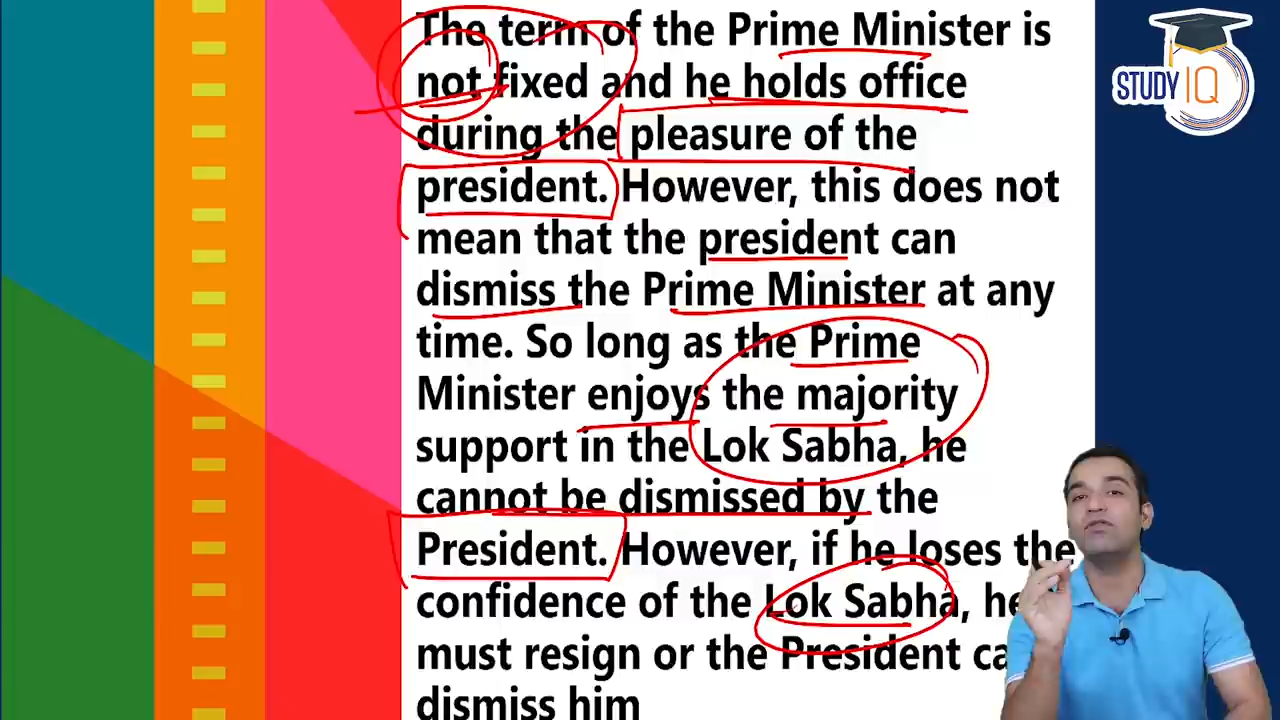 The term of the Prime Minister is
not fixed and he holds office
during the pleasure of the
president. However, this does not
mean that the president can
dismiss the Prime Minister at any
time. So long as the Prime
Minister enjoys the majority
support in the Lok Sabha, he
cannot be dismissed by the
President. However, if he loses the
confidence of the Lok Sabha, he
must resign or the President
dismiss him
STUDY IQ